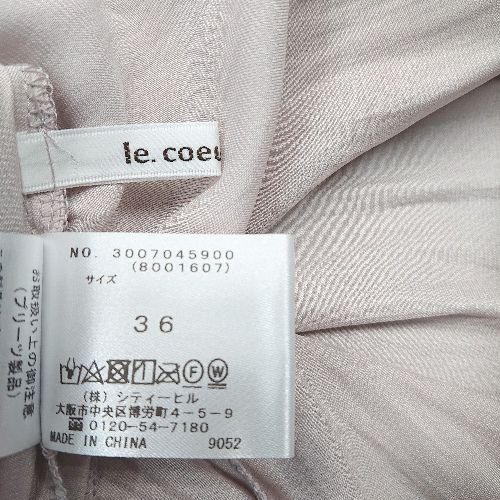 le. coeu
NO. 3007045900
(8001607)
サイズ
36
F W
(株) シティーヒル
大阪市中央区博労町4-5-9
0120-54-7180
MADE IN CHINA 9052
お取扱い上の御注意
(プリーツ製品)